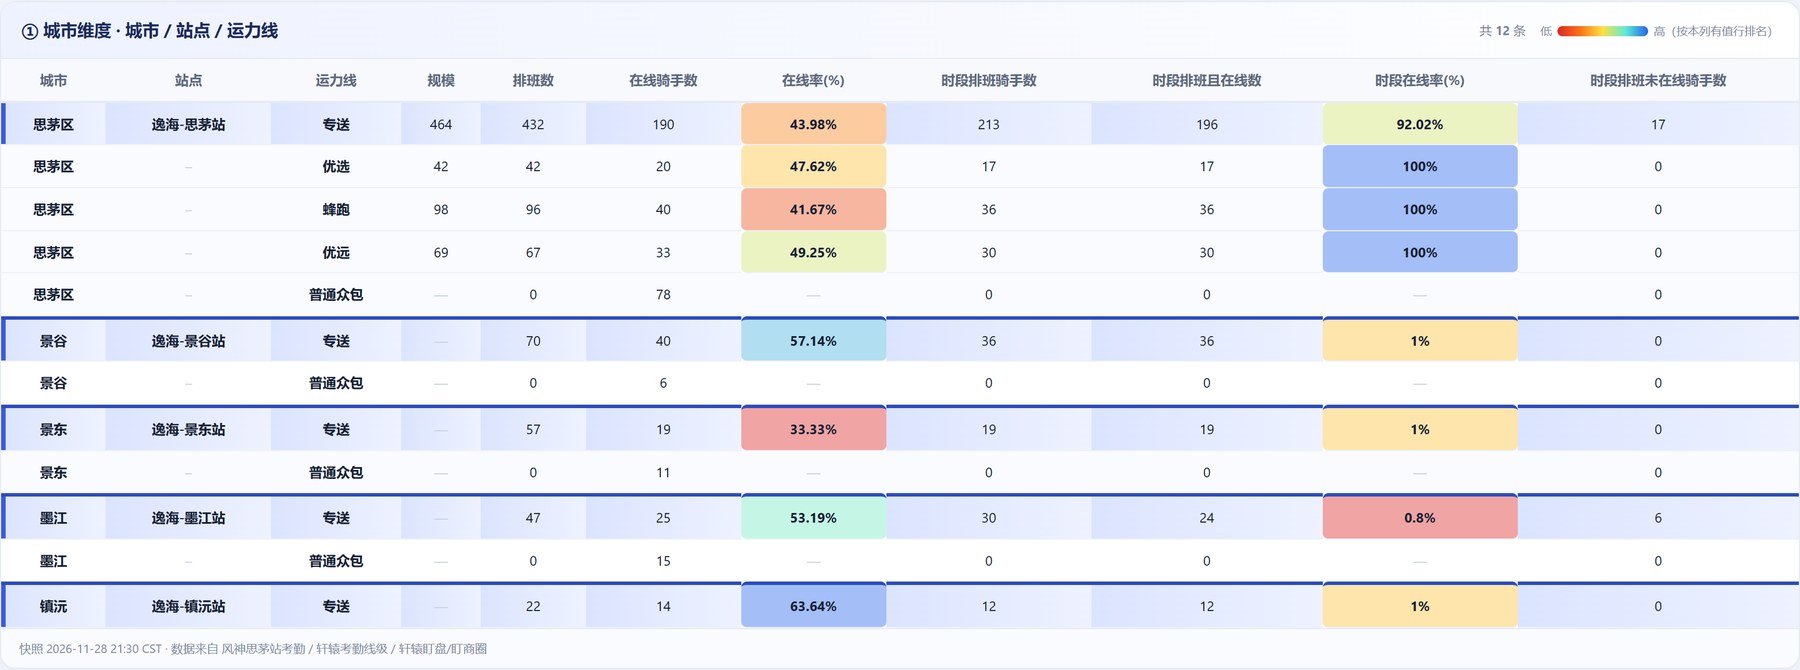 ① 城市维度 · 城市 / 站点 / 运力线
共 12 条 低 高 (按本列有值行排名)
城市 站点 运力线 规模 排班数 在线骑手数 在线率(%) 时段排班骑手数 时段排班且在线数 时段在线率(%) 时段排班未在线骑手数
思茅区 逸海-思茅站 专送 464 432 190 43.98% 213 196 92.02% 17
思茅区 – 优选 42 42 20 47.62% 17 17 100% 0
思茅区 – 蜂跑 98 96 40 41.67% 36 36 100% 0
思茅区 – 优远 69 67 33 49.25% 30 30 100% 0
思茅区 – 普通众包 — 0 78 — 0 0 — 0
景谷 逸海-景谷站 专送 — 70 40 57.14% 36 36 1% 0
景谷 – 普通众包 — 0 6 — 0 0 — 0
景东 逸海-景东站 专送 — 57 19 33.33% 19 19 1% 0
景东 – 普通众包 — 0 11 — 0 0 — 0
墨江 逸海-墨江站 专送 — 47 25 53.19% 30 24 0.8% 6
墨江 – 普通众包 — 0 15 — 0 0 — 0
镇沅 逸海-镇沅站 专送 — 22 14 63.64% 12 12 1% 0
快照 2026-11-28 21:30 CST · 数据来自 风神思茅站考勤 / 轩辕考勤线级 / 轩辕盯盘/盯商圈